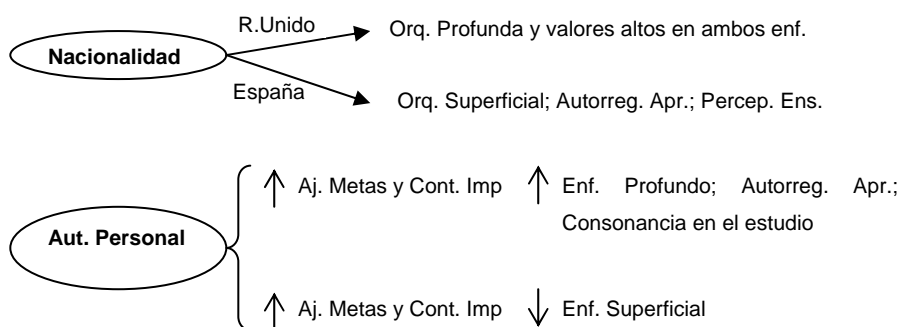 R.Unido
Orq. Profunda y valores altos en ambos enf.
Nacionalidad
España
Orq. Superficial; Autorreg. Apr.; Percep. Ens.
Aj. Metas y Cont. Imp
Enf. Profundo; Autorreg. Apr.;
Consonancia en el estudio
Aut. Personal
Aj. Metas y Cont. Imp
Enf. Superficial